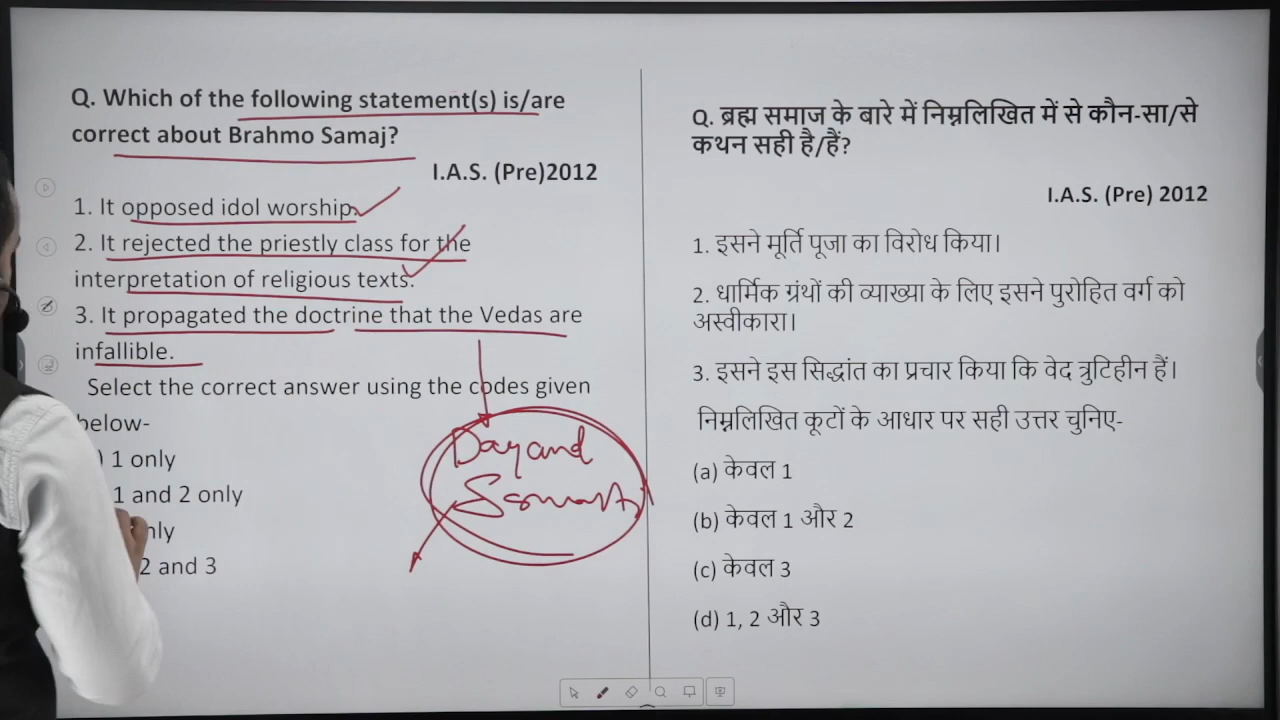 Q. Which of the following statement(s) is/are
correct about Brahmo Samaj?
I.A.S. (Pre)2012
1. It opposed idol worship.
2. It rejected the priestly class for the
interpretation of religious texts.
3. It propagated the doctrine that the Vedas are
infallible.
Select the correct answer using the codes given
below-
) 1 only
1 and 2 only
nly
2 and 3
Dayand
Q. ब्रह्म समाज के बारे में निम्नलिखित में से कौन-सा/से
कथन सही है/हैं?
I.A.S. (Pre) 2012
1. इसने मूर्ति पूजा का विरोध किया।
2. धार्मिक ग्रंथों की व्याख्या के लिए इसने पुरोहित वर्ग को
अस्वीकारा।
3. इसने इस सिद्धांत का प्रचार किया कि वेद त्रुटिहीन हैं।
निम्नलिखित कूटों के आधार पर सही उत्तर चुनिए-
(a) केवल 1
(b) केवल 1 और 2
(c) केवल 3
(d) 1, 2 और 3